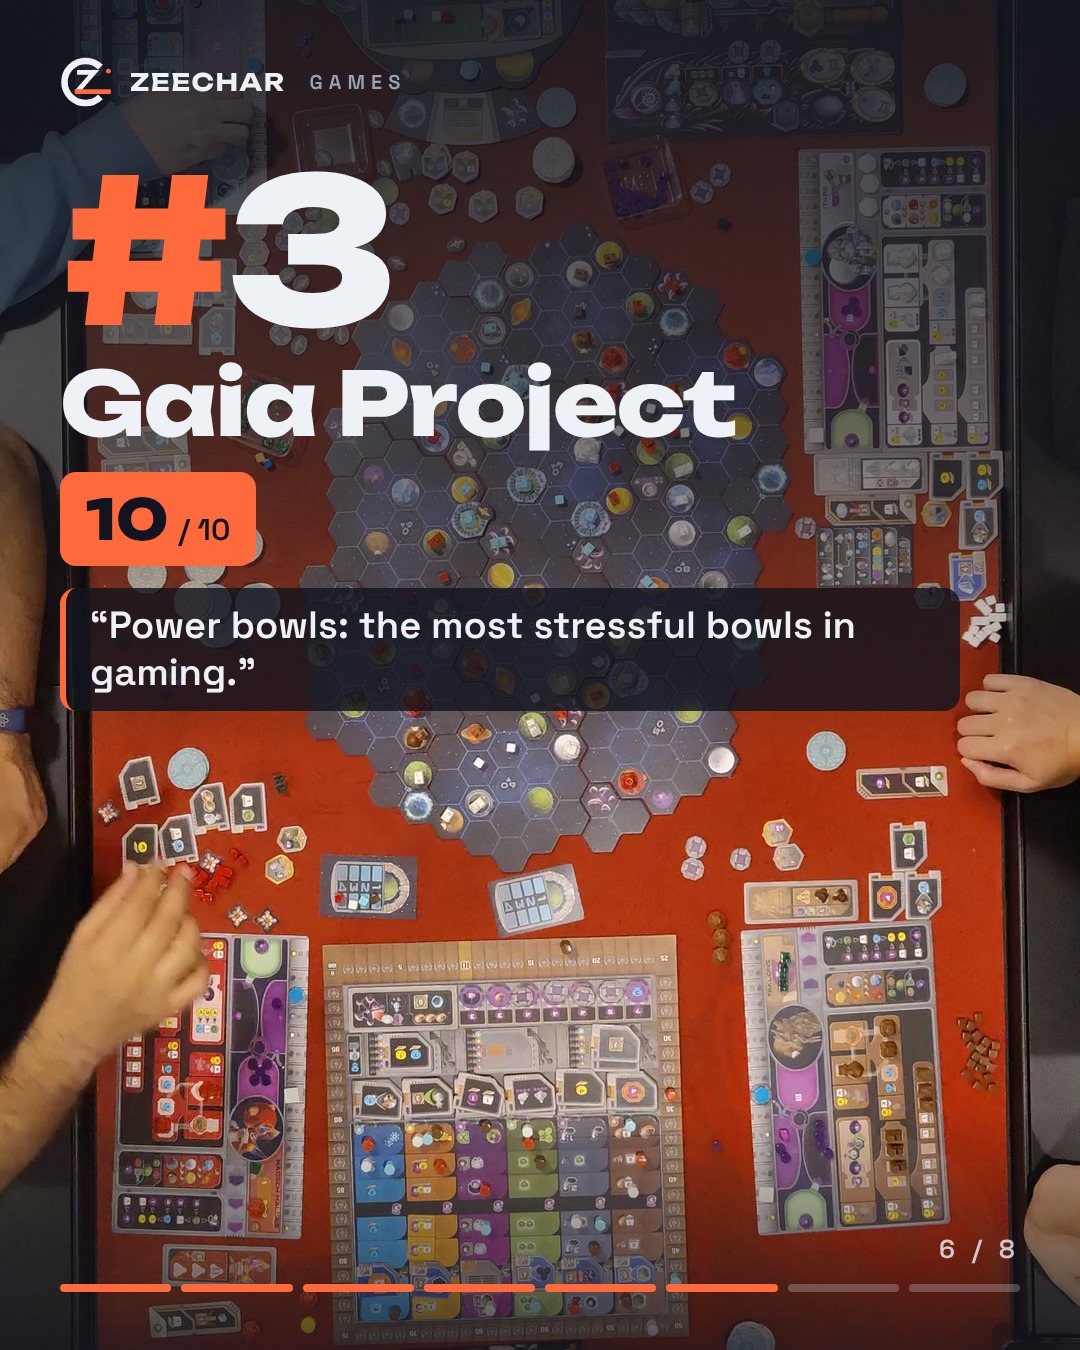 ZEECHAR GAMES
#3
Gaia Project
10 / 10
“Power bowls: the most stressful bowls in
gaming.”
6 / 8